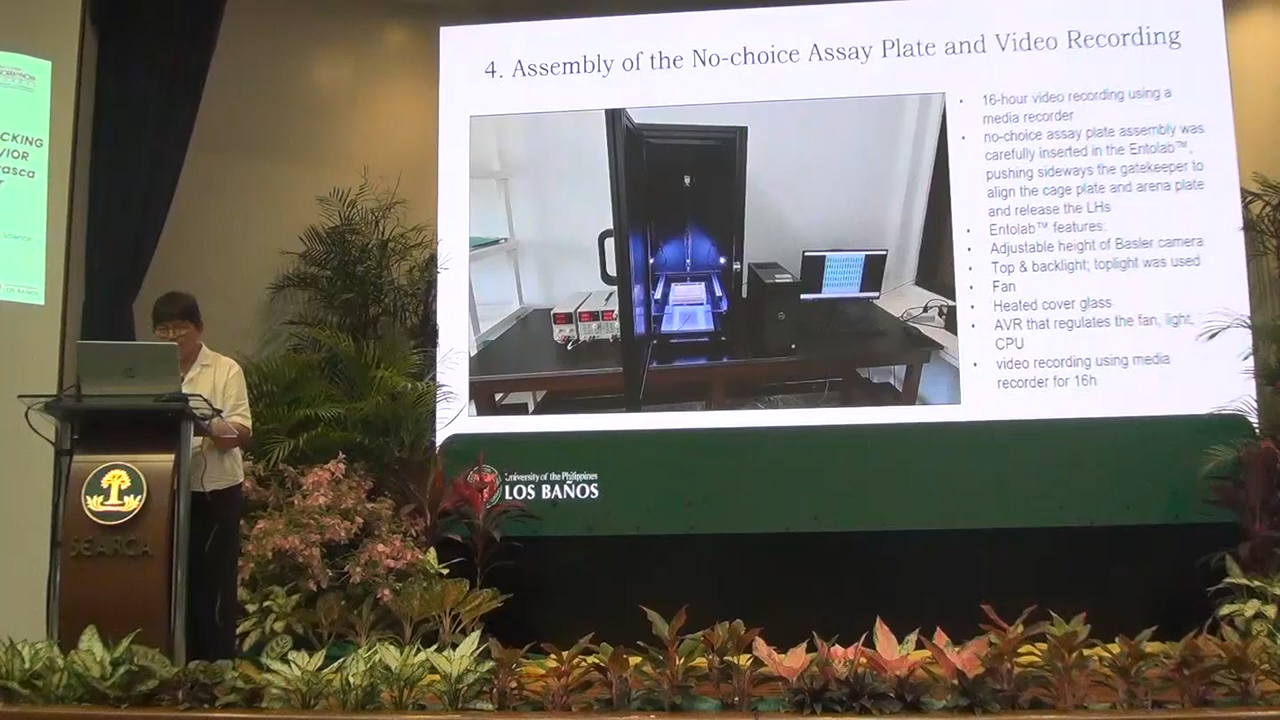 CKING
VIOR
rasca
r
LOS BAÑOS
4. Assembly of the No-choice Assay Plate and Video Recording
• 16-hour video recording using a
media recorder
• no-choice assay plate assembly was
carefully inserted in the Entolab™,
pushing sideways the gatekeeper to
align the cage plate and arena plate
and release the LHs
• Entolab™ features:
• Adjustable height of Basler camera
• Top & backlight; toplight was used
• Fan
• Heated cover glass
• AVR that regulates the fan, light,
CPU
• video recording using media
recorder for 16h
University of the Philippines
LOS BAÑOS
SEARCA